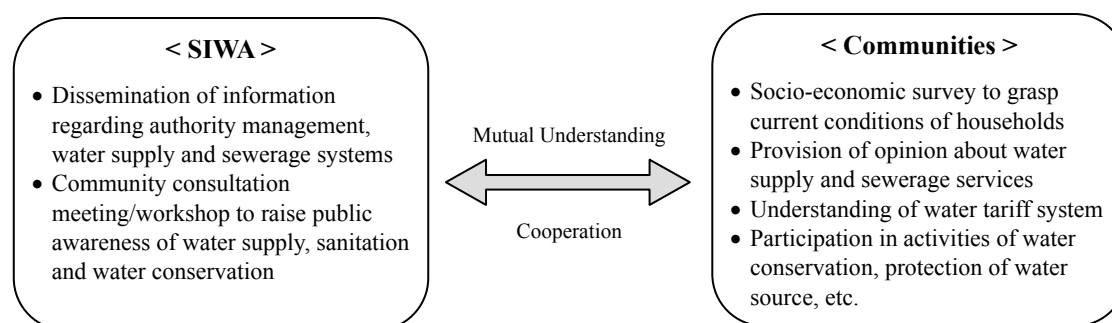 < SIWA >
• Dissemination of information
regarding authority management,
water supply and sewerage systems
• Community consultation
meeting/workshop to raise public
awareness of water supply, sanitation
and water conservation
Mutual Understanding
Cooperation
< Communities >
• Socio-economic survey to grasp
current conditions of households
• Provision of opinion about water
supply and sewerage services
• Understanding of water tariff system
• Participation in activities of water
conservation, protection of water
source, etc.